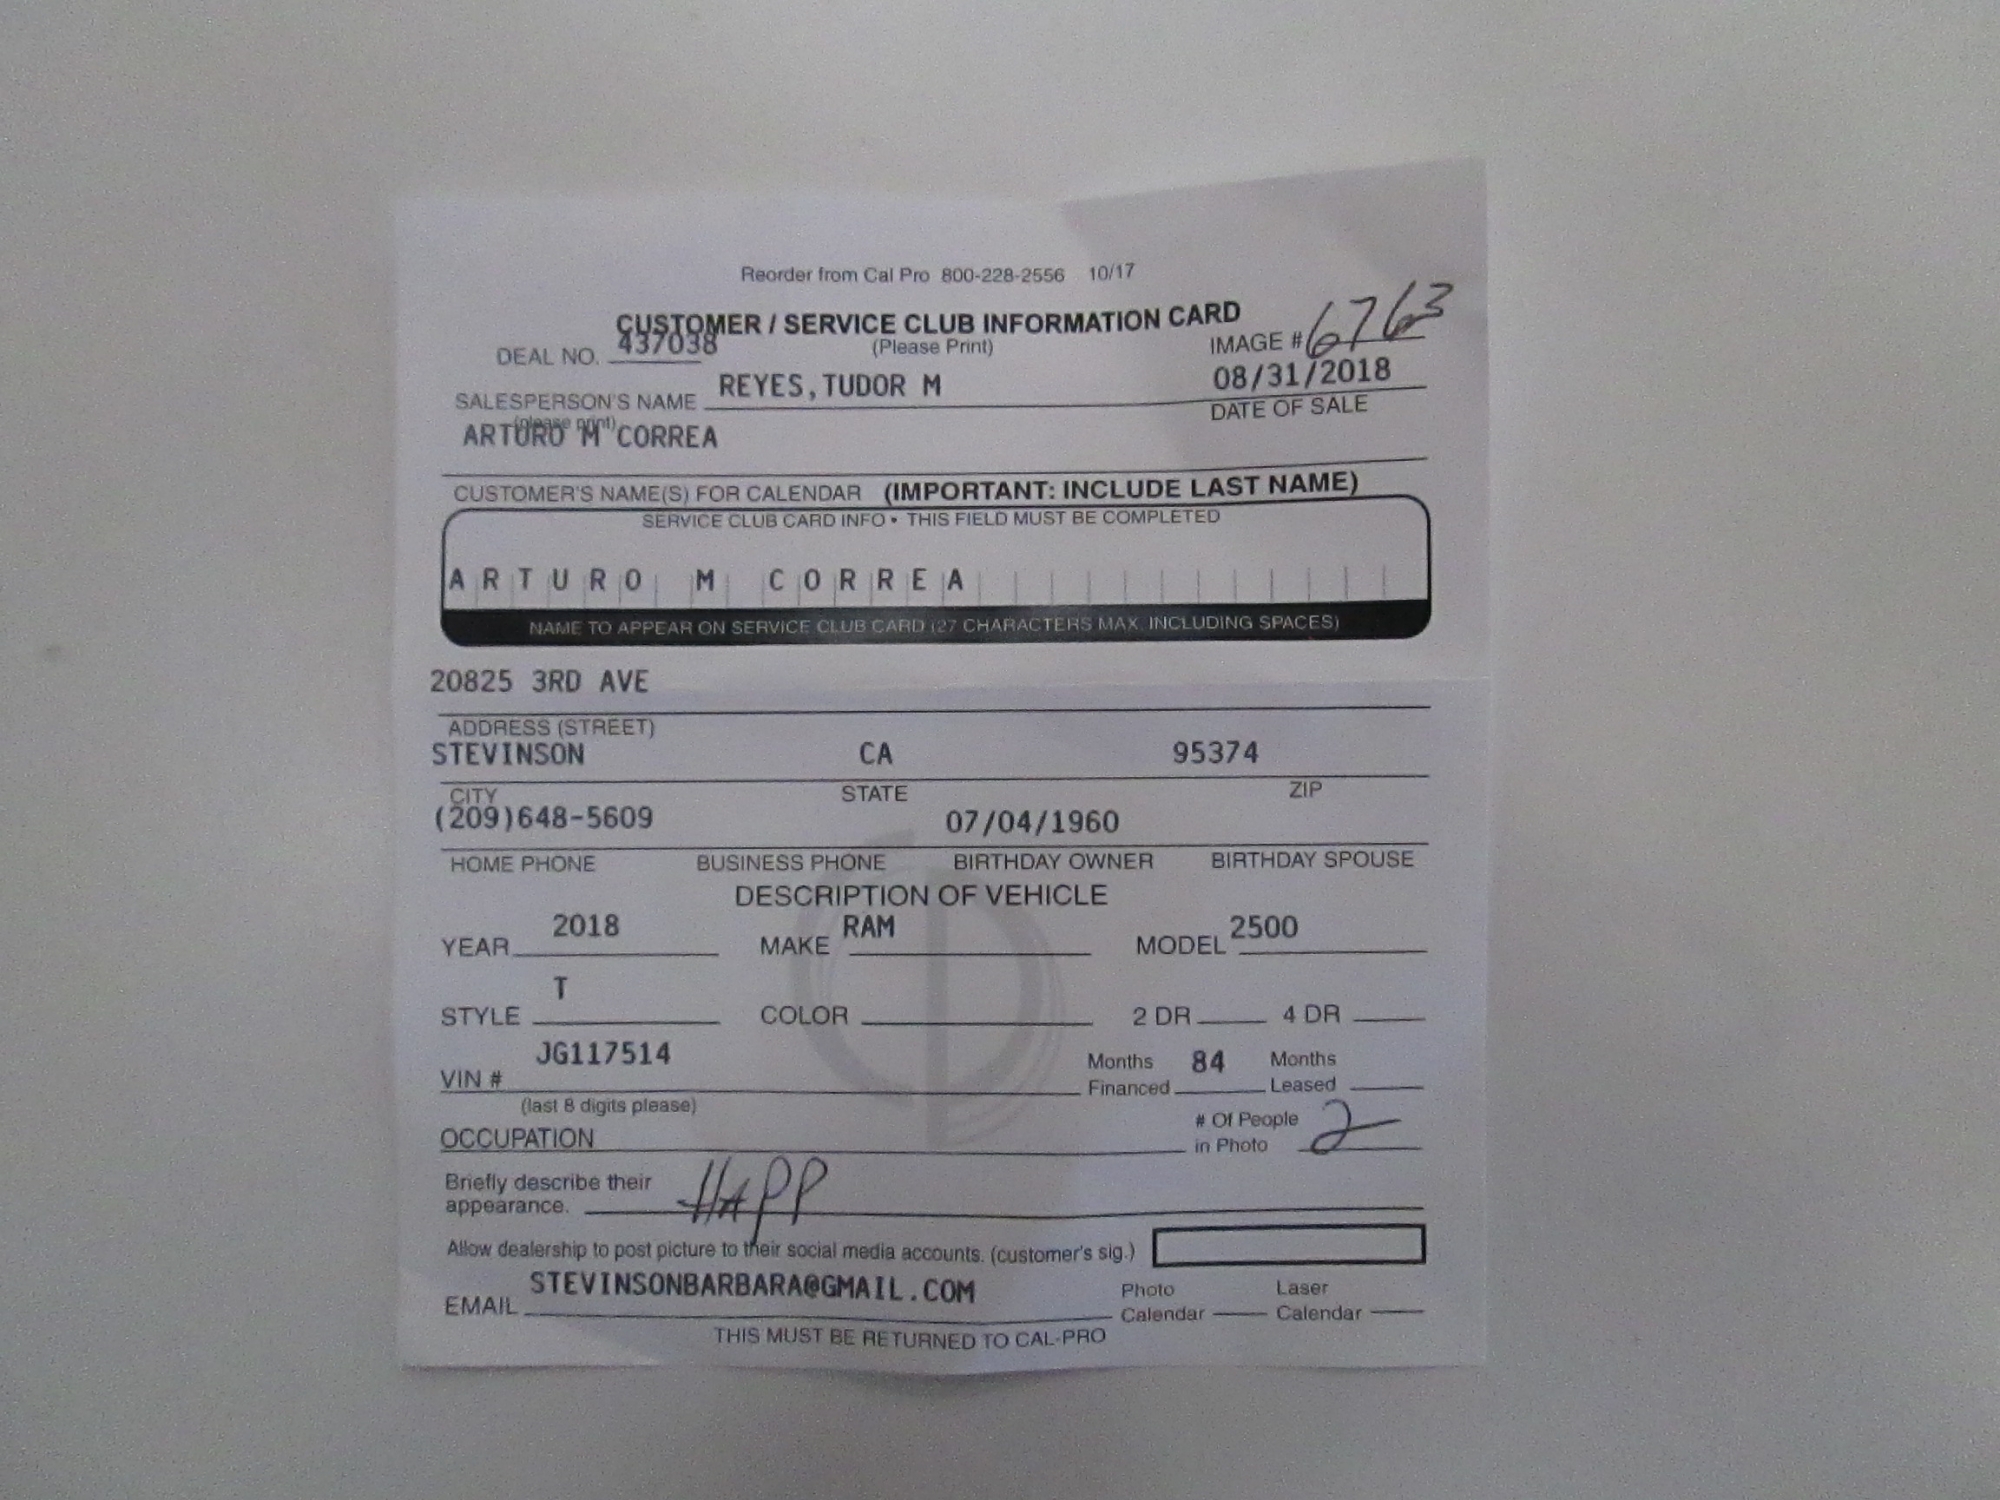 Reorder from Cal Pro 800-228-2556 10/17
CUSTOMER / SERVICE CLUB INFORMATION CARD
(Please Print)
DEAL NO. 437038
IMAGE # 6763
SALESPERSON'S NAME REYES,TUDOR M
08/31/2018
(please print)
DATE OF SALE
ARTURO M CORREA
CUSTOMER'S NAME(S) FOR CALENDAR (IMPORTANT: INCLUDE LAST NAME)
SERVICE CLUB CARD INFO • THIS FIELD MUST BE COMPLETED
ARTURO M CORREA
NAME TO APPEAR ON SERVICE CLUB CARD (27 CHARACTERS MAX. INCLUDING SPACES)
20825 3RD AVE
ADDRESS (STREET)
STEVINSON CA 95374
CITY STATE ZIP
(209)648-5609 07/04/1960
HOME PHONE BUSINESS PHONE BIRTHDAY OWNER BIRTHDAY SPOUSE
DESCRIPTION OF VEHICLE
YEAR 2018 MAKE RAM MODEL 2500
STYLE T COLOR 2 DR 4 DR
VIN # JG117514 Months Financed 84 Months Leased
(last 8 digits please)
OCCUPATION # Of People in Photo 2
Briefly describe their
appearance. HAPP
Allow dealership to post picture to their social media accounts. (customer's sig.)
EMAIL STEVINSONBARBARA@GMAIL.COM Photo Calendar Laser Calendar
THIS MUST BE RETURNED TO CAL-PRO